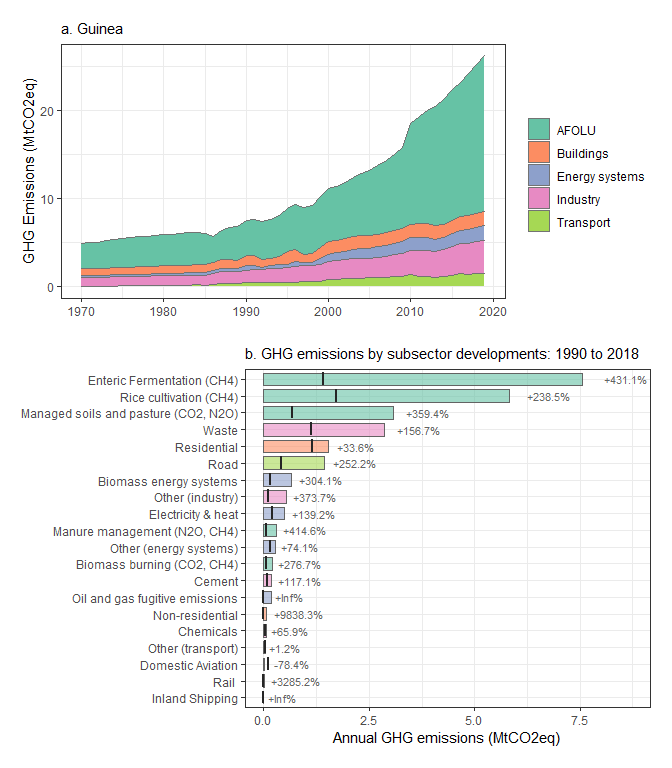 a. Guinea
GHG Emissions (MtCO2eq)
20
10
0
1970 1980 1990 2000 2010 2020
AFOLU
Buildings
Energy systems
Industry
Transport
b. GHG emissions by subsector developments: 1990 to 2018
Enteric Fermentation (CH4) +431.1%
Rice cultivation (CH4) +238.5%
Managed soils and pasture (CO2, N2O) +359.4%
Waste +156.7%
Residential +33.6%
Road +252.2%
Biomass energy systems +304.1%
Other (industry) +373.7%
Electricity & heat +139.2%
Manure management (N2O, CH4) +414.6%
Other (energy systems) +74.1%
Biomass burning (CO2, CH4) +276.7%
Cement +117.1%
Oil and gas fugitive emissions +Inf%
Non-residential +9838.3%
Chemicals +65.9%
Other (transport) +1.2%
Domestic Aviation -78.4%
Rail +3285.2%
Inland Shipping +Inf%
0.0 2.5 5.0 7.5
Annual GHG emissions (MtCO2eq)